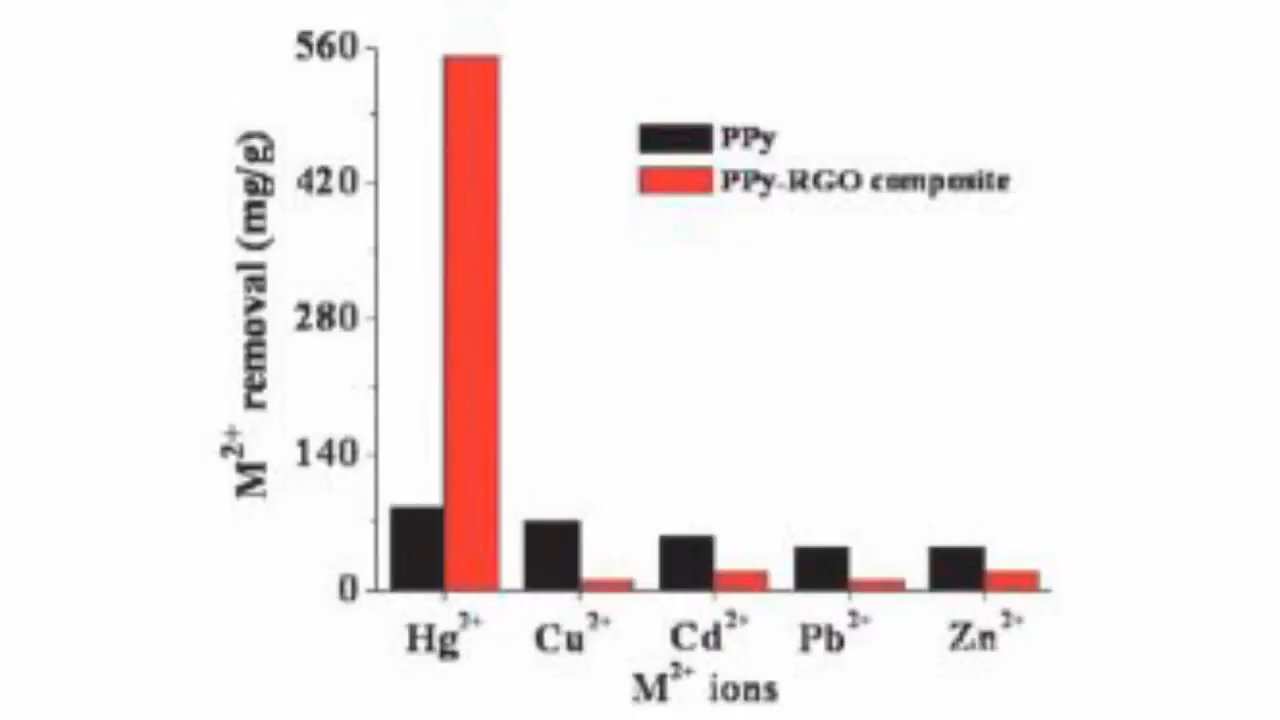 560
420
280
140
0
M²⁺ removal (mg/g)
PPy
PPy-RGO composite
Hg²⁺ Cu²⁺ Cd²⁺ Pb²⁺ Zn²⁺
M²⁺ ions